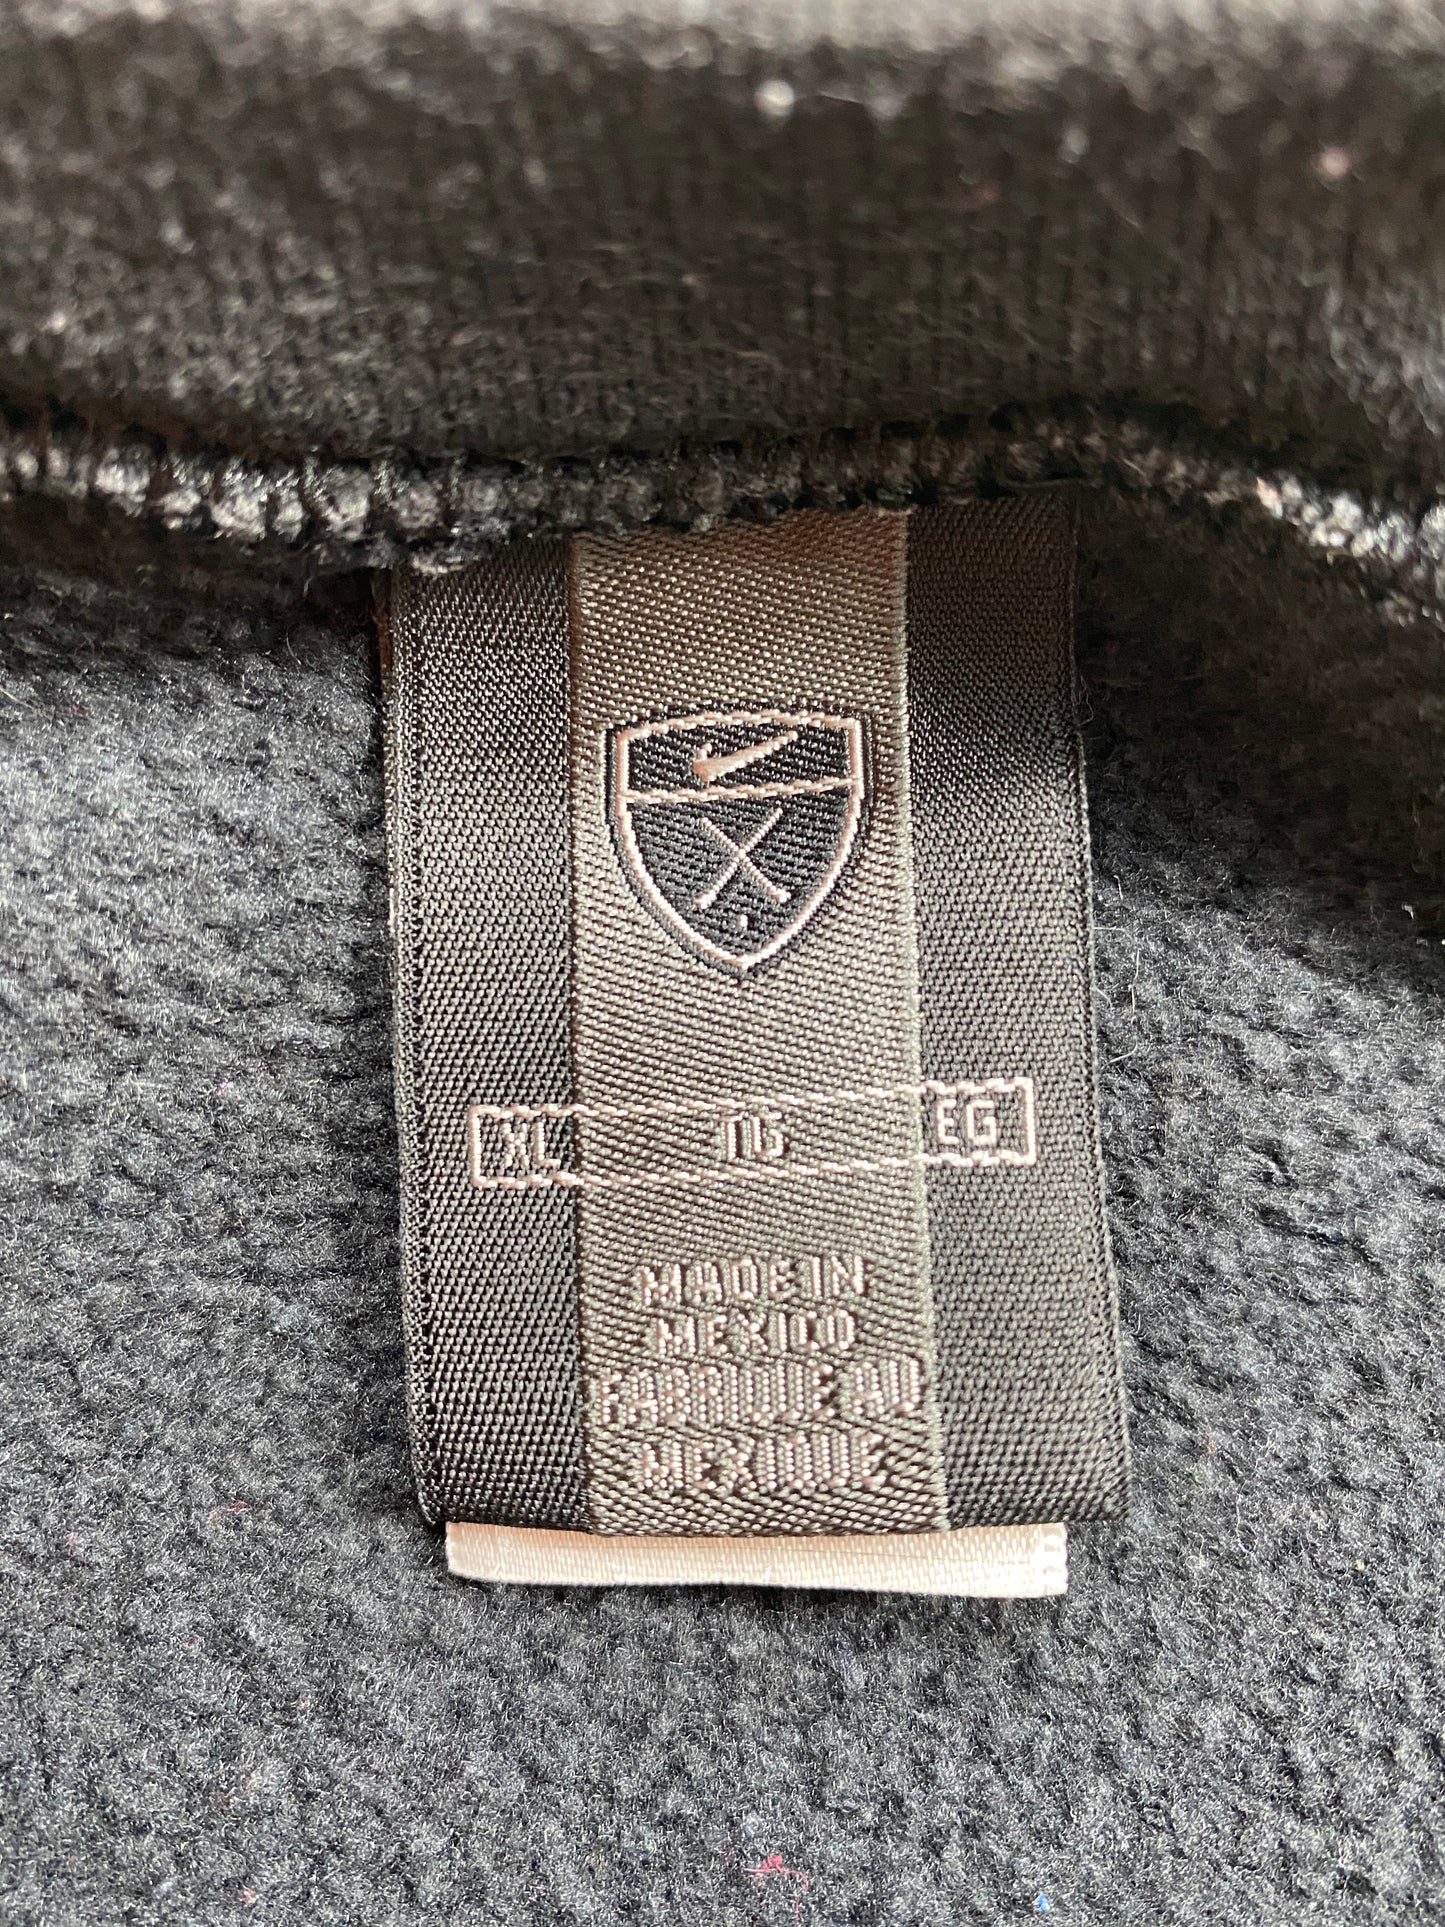 XL TG EG
MADE IN
MEXICO
FABRIQUE AU
MEXIQUE